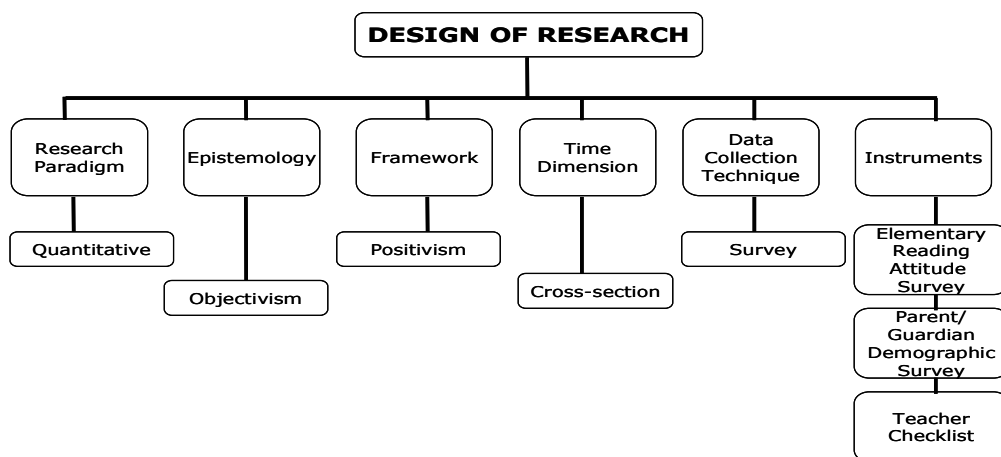 DESIGN OF RESEARCH
Research
Paradigm
Epistemology
Framework
Time
Dimension
Data
Collection
Technique
Instruments
Quantitative
Objectivism
Positivism
Cross-section
Survey
Elementary
Reading
Attitude
Survey
Parent/
Guardian
Demographic
Survey
Teacher
Checklist